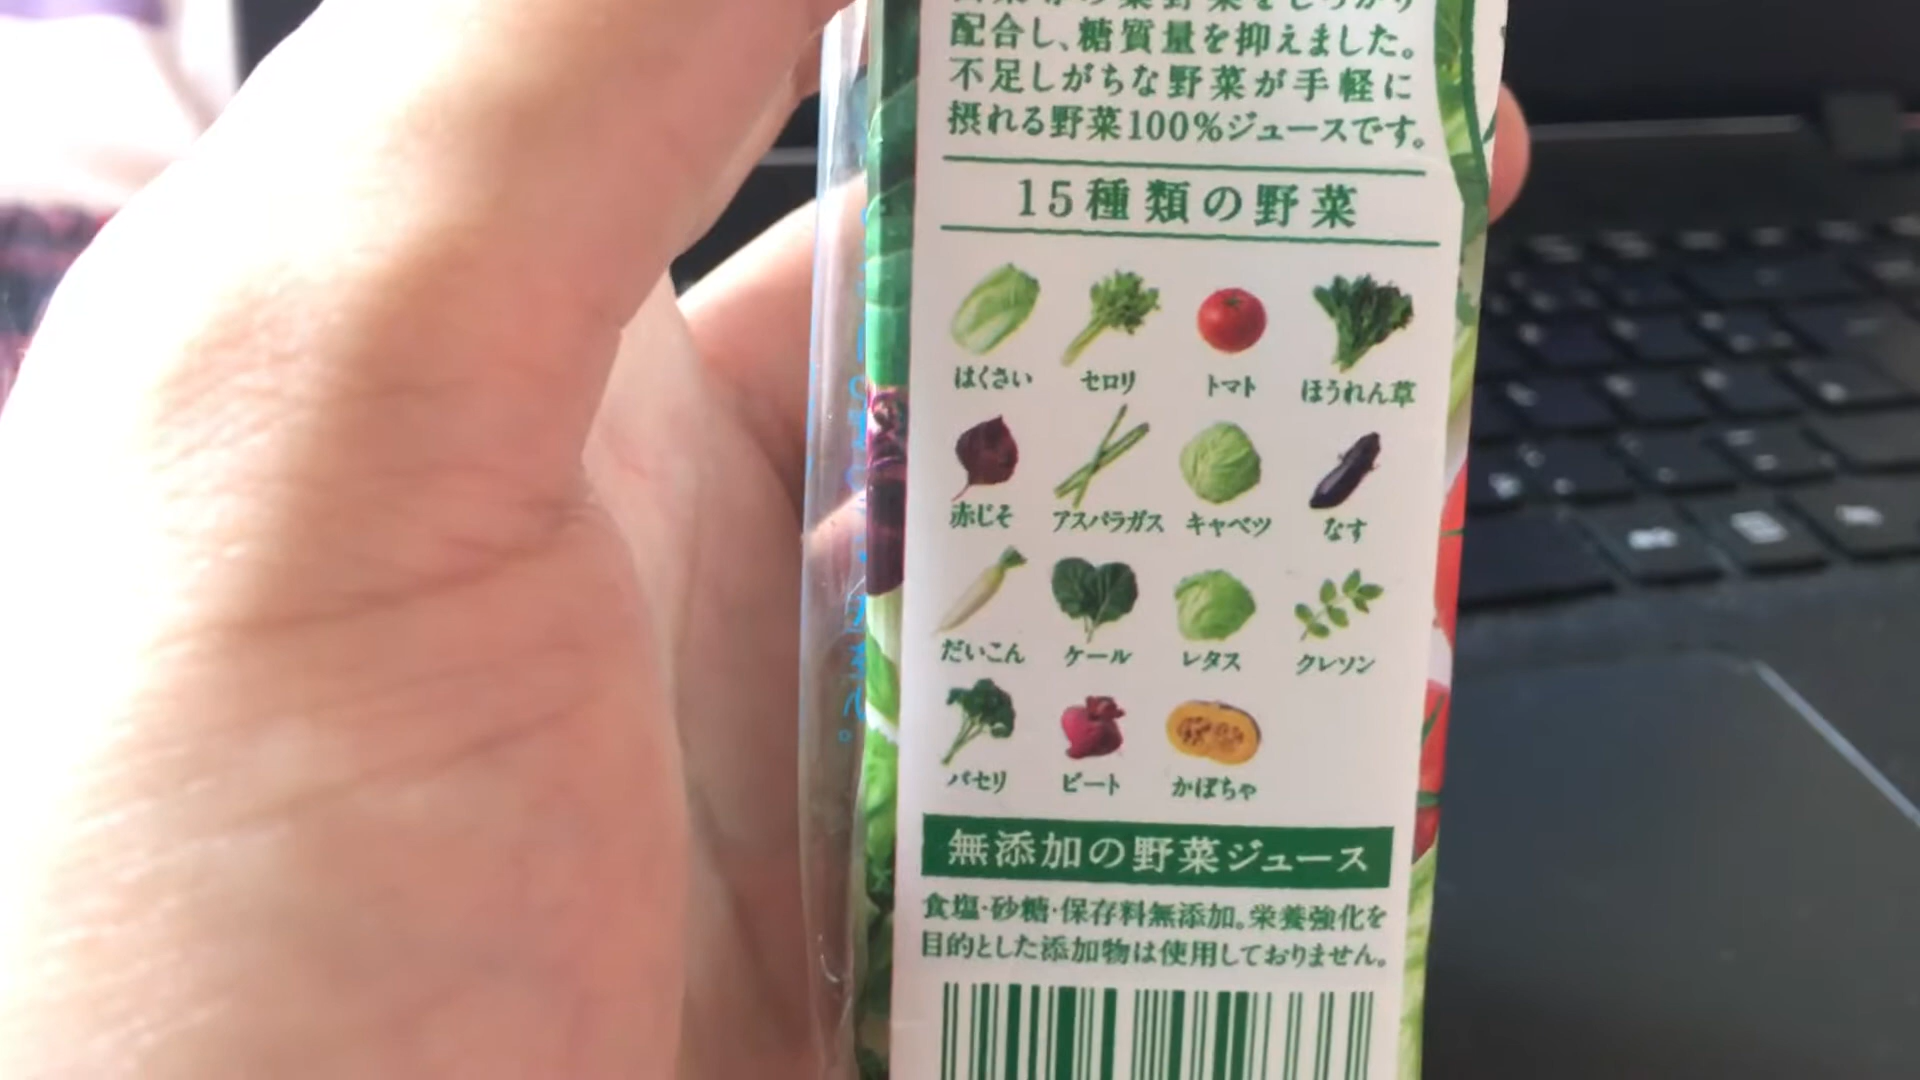 配合し、糖質量を抑えました。
不足しがちな野菜が手軽に
摂れる野菜100%ジュースです。
15種類の野菜
はくさい セロリ トマト ほうれん草
赤じそ アスパラガス キャベツ なす
だいこん ケール レタス クレソン
パセリ ビート かぼちゃ
無添加の野菜ジュース
食塩・砂糖・保存料無添加。栄養強化を
目的とした添加物は使用しておりません。